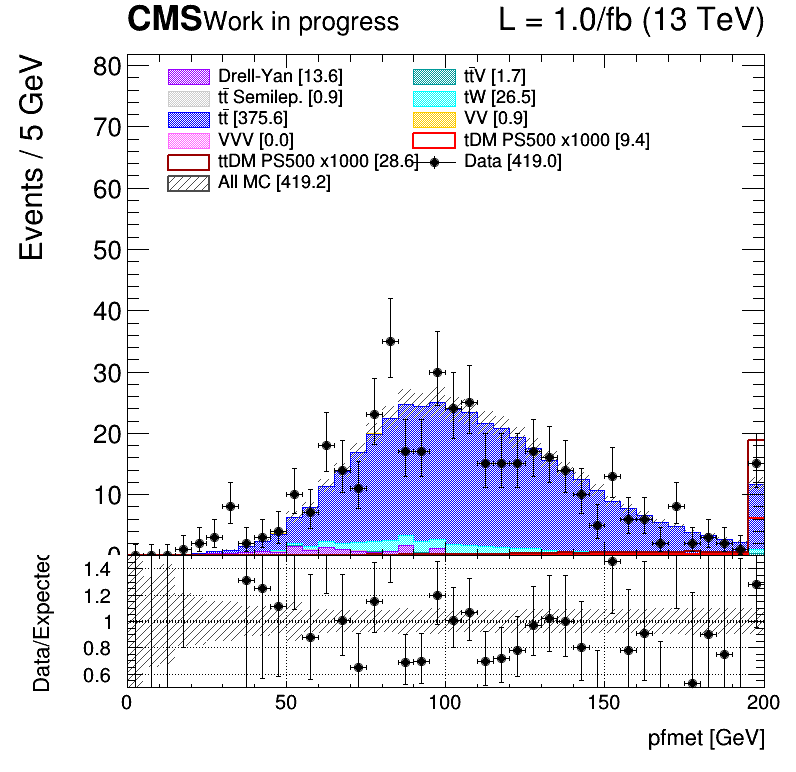 CMS Work in progress L = 1.0/fb (13 TeV)
Events / 5 GeV
80
70
60
50
40
30
20
10
0
Drell-Yan [13.6] tt̄V [1.7]
tt̄ Semilep. [0.9] tW [26.5]
tt̄ [375.6] VV [0.9]
VVV [0.0] tDM PS500 x1000 [9.4]
ttDM PS500 x1000 [28.6] Data [419.0]
All MC [419.2]
Data/Expected
1.4
1.2
1
0.8
0.6
0 50 100 150 200
pfmet [GeV]